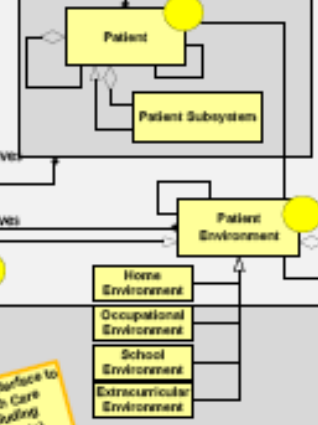 Patient
Patient Subsystem
ves
ves
Patient
Environment
Home
Environment
Occupational
Environment
School
Environment
Extracurricular
Environment
terface to
h Care
luding